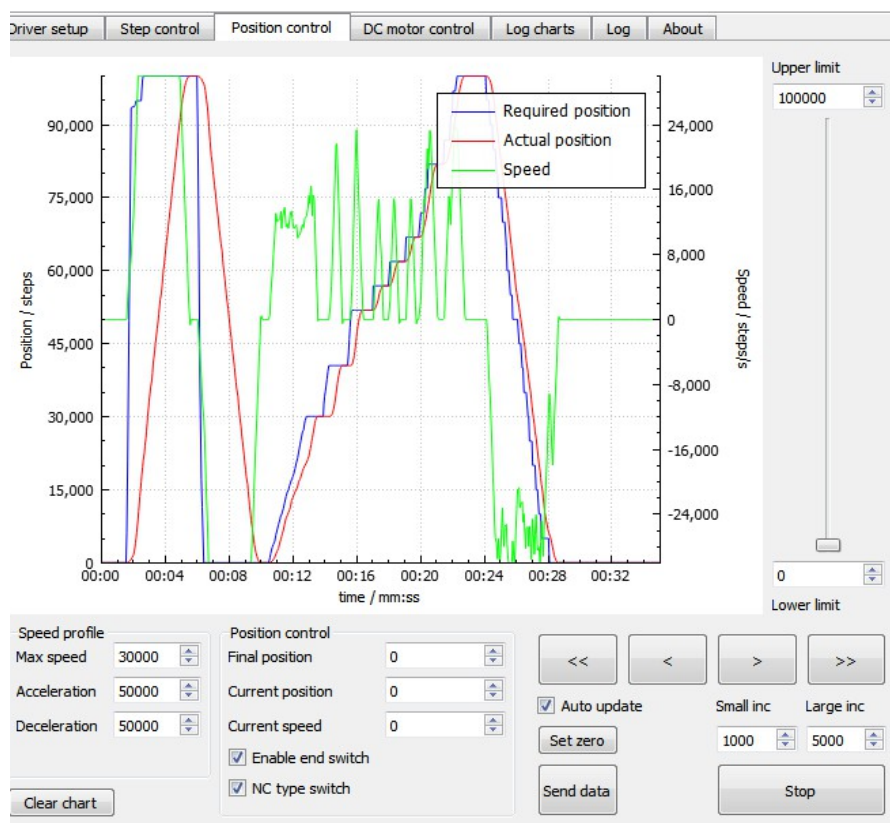 Driver setup Step control Position control DC motor control Log charts Log About
Upper limit
100000
Required position
Actual position
Speed
90,000
75,000
60,000
45,000
30,000
15,000
0
Position / steps
24,000
16,000
8,000
0
-8,000
-16,000
-24,000
Speed / steps/s
00:00 00:04 00:08 00:12 00:16 00:20 00:24 00:28 00:32
time / mm:ss
0
Lower limit
Speed profile
Max speed 30000
Acceleration 50000
Deceleration 50000
Clear chart
Position control
Final position 0
Current position 0
Current speed 0
Enable end switch
NC type switch
<< < > >>
Auto update Small inc Large inc
Set zero 1000 5000
Send data Stop